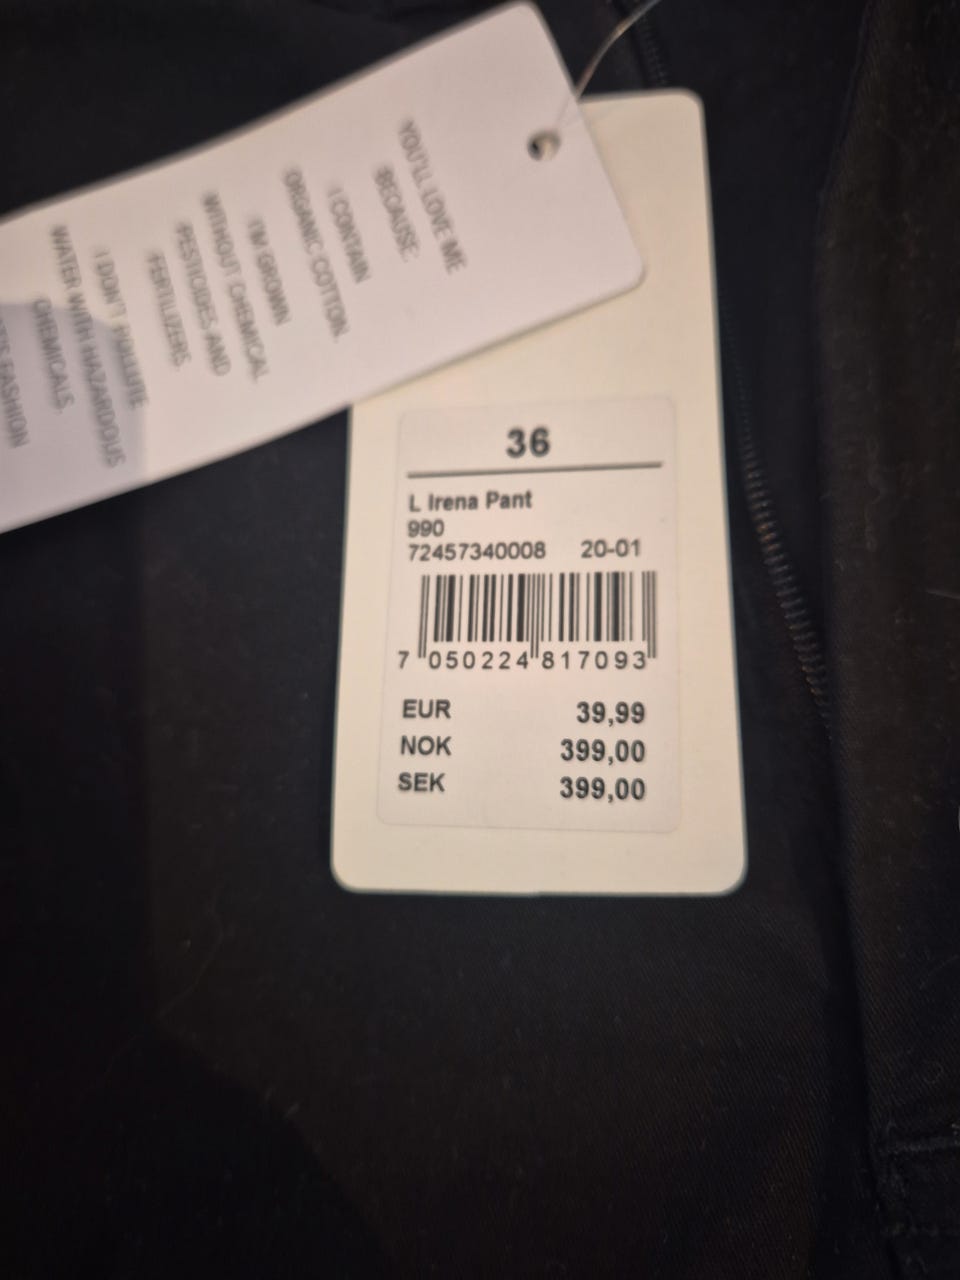 YOU'LL LOVE ME
BECAUSE:
I CONTAIN
ORGANIC COTTON.
I'M GROWN
WITHOUT CHEMICAL
PESTICIDES AND
FERTILIZERS.
I DON'T POLLUTE
WATER WITH HAZARDOUS
CHEMICALS.
FASHION
36
L Irena Pant
990
72457340008 20-01
7 050224 817093
EUR 39,99
NOK 399,00
SEK 399,00